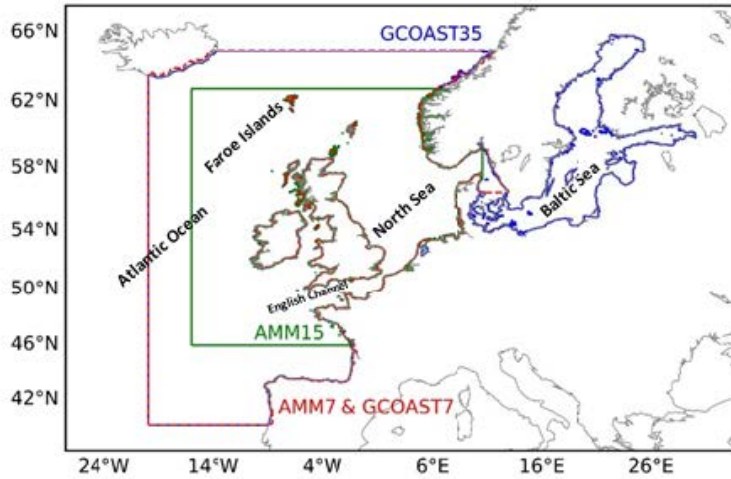 66°N
GCOAST35
62°N
Faroe Islands
58°N
North Sea
Baltic Sea
54°N
Atlantic Ocean
50°N
English Channel
46°N
AMM15
42°N
AMM7 & GCOAST7
24°W 14°W 4°W 6°E 16°E 26°E